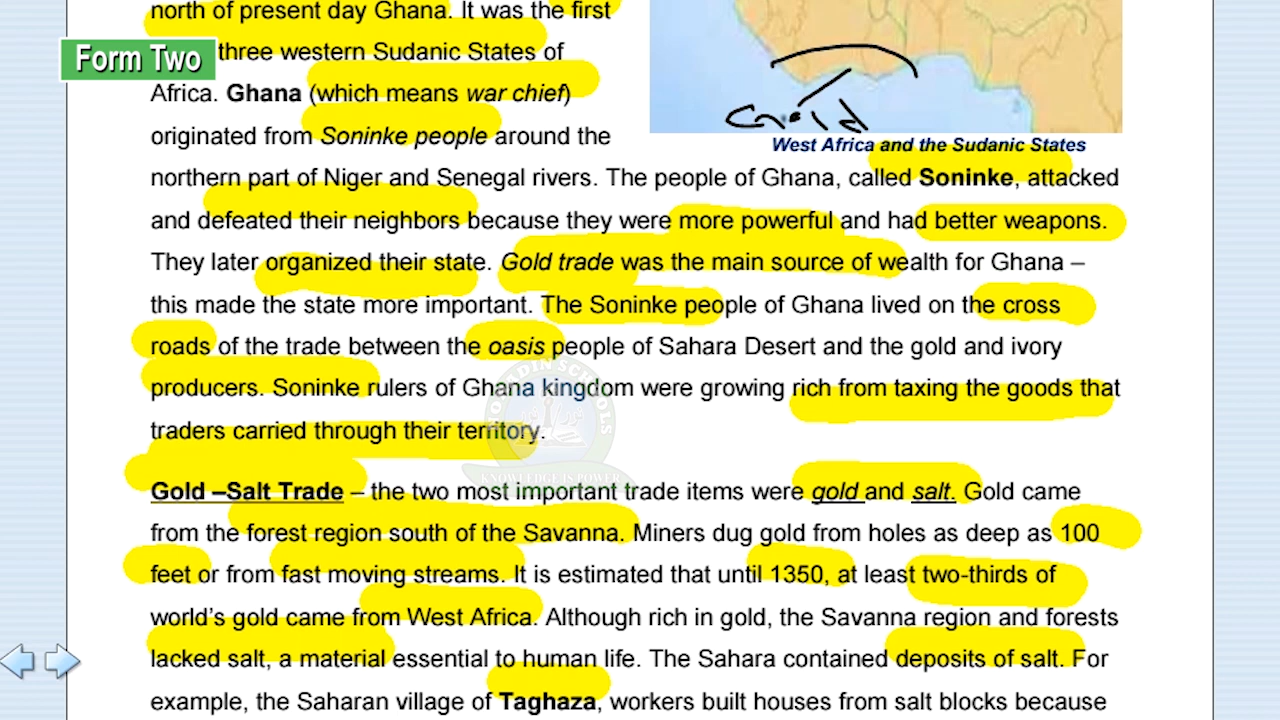 north of present day Ghana. It was the first
Form Two
three western Sudanic States of
Africa. Ghana (which means war chief)
originated from Soninke people around the
Gold
West Africa and the Sudanic States
northern part of Niger and Senegal rivers. The people of Ghana, called Soninke, attacked
and defeated their neighbors because they were more powerful and had better weapons.
They later organized their state. Gold trade was the main source of wealth for Ghana –
this made the state more important. The Soninke people of Ghana lived on the cross
roads of the trade between the oasis people of Sahara Desert and the gold and ivory
producers. Soninke rulers of Ghana kingdom were growing rich from taxing the goods that
traders carried through their territory.
Gold –Salt Trade – the two most important trade items were gold and salt. Gold came
KNOWLEDGE IS POWER
from the forest region south of the Savanna. Miners dug gold from holes as deep as 100
feet or from fast moving streams. It is estimated that until 1350, at least two-thirds of
world's gold came from West Africa. Although rich in gold, the Savanna region and forests
lacked salt, a material essential to human life. The Sahara contained deposits of salt. For
example, the Saharan village of Taghaza, workers built houses from salt blocks because